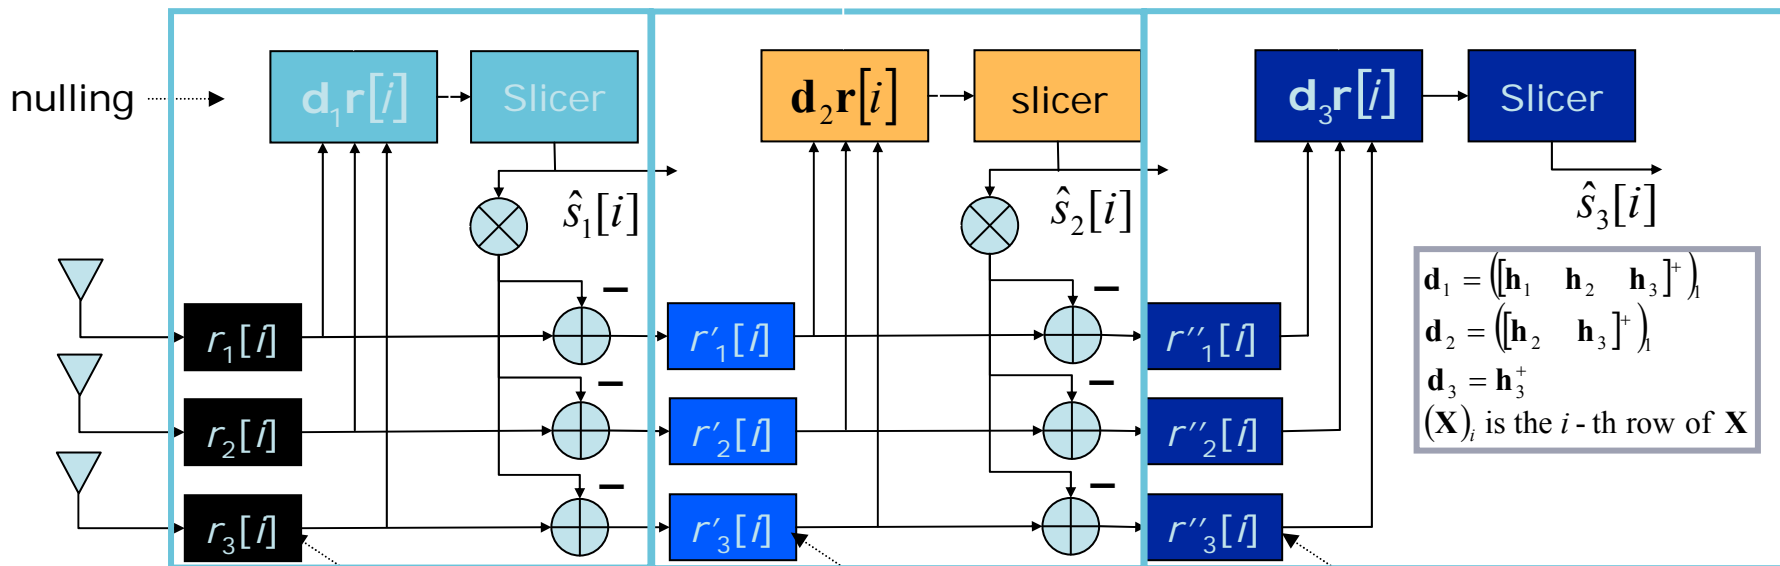 nulling
d₁r[i]
Slicer
d₂r[i]
slicer
d₃r[i]
Slicer
ŝ₁[i]
ŝ₂[i]
ŝ₃[i]
r₁[i]
r₂[i]
r₃[i]
−
−
−
r′₁[i]
r′₂[i]
r′₃[i]
−
−
−
r″₁[i]
r″₂[i]
r″₃[i]
d₁ = ([h₁ h₂ h₃]⁺)₁
d₂ = ([h₂ h₃]⁺)₁
d₃ = h₃⁺
(X)ᵢ is the i - th row of X